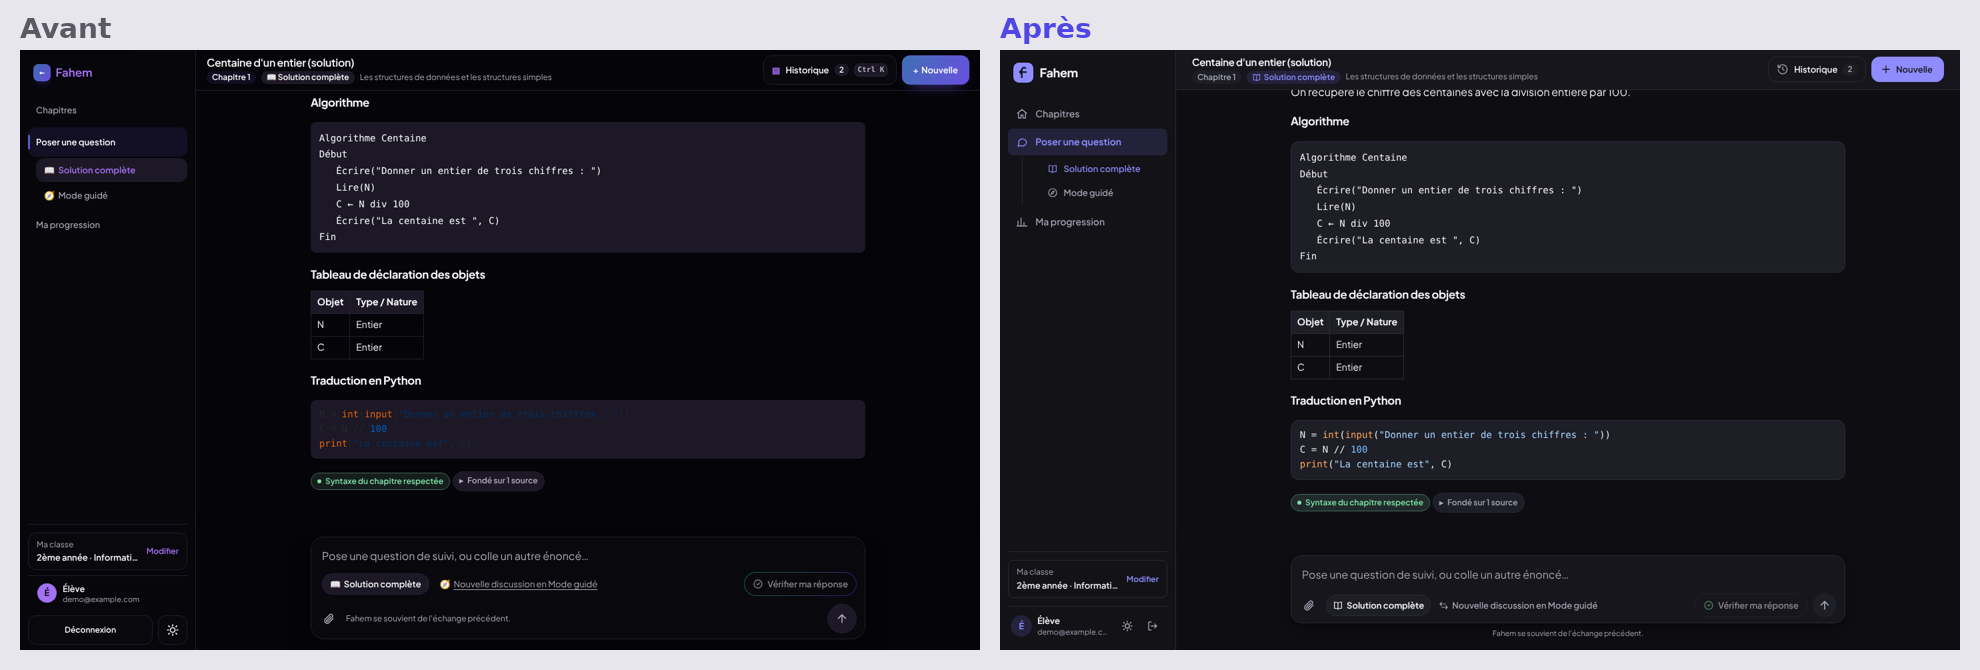 Avant
← Fahem
Chapitres
Poser une question
Solution complète
Mode guidé
Ma progression
Ma classe
2ème année · Informati... Modifier
É Élève
demo@example.com
Déconnexion
Centaine d'un entier (solution)
Chapitre 1 Solution complète Les structures de données et les structures simples
Historique 2 Ctrl K + Nouvelle
Algorithme
Algorithme Centaine
Début
Écrire("Donner un entier de trois chiffres : ")
Lire(N)
C ← N div 100
Écrire("La centaine est ", C)
Fin
Tableau de déclaration des objets
Objet Type / Nature
N Entier
C Entier
Traduction en Python
N = int(input("Donner un entier de trois chiffres : "))
C = N // 100
print("La centaine est", C)
Syntaxe du chapitre respectée ▸ Fondé sur 1 source
Pose une question de suivi, ou colle un autre énoncé...
Solution complète Nouvelle discussion en Mode guidé Vérifier ma réponse
Fahem se souvient de l'échange précédent.
Après
F Fahem
Chapitres
Poser une question
Solution complète
Mode guidé
Ma progression
Ma classe
2ème année · Informati... Modifier
É Élève
demo@example.c...
Centaine d'un entier (solution)
Chapitre 1 Solution complète Les structures de données et les structures simples
Historique 2 + Nouvelle
On récupère le chiffre des centaines avec la division entière par 100.
Algorithme
Algorithme Centaine
Début
Écrire("Donner un entier de trois chiffres : ")
Lire(N)
C ← N div 100
Écrire("La centaine est ", C)
Fin
Tableau de déclaration des objets
Objet Type / Nature
N Entier
C Entier
Traduction en Python
N = int(input("Donner un entier de trois chiffres : "))
C = N // 100
print("La centaine est", C)
Syntaxe du chapitre respectée ▸ Fondé sur 1 source
Pose une question de suivi, ou colle un autre énoncé...
Solution complète Nouvelle discussion en Mode guidé Vérifier ma réponse
Fahem se souvient de l'échange précédent.